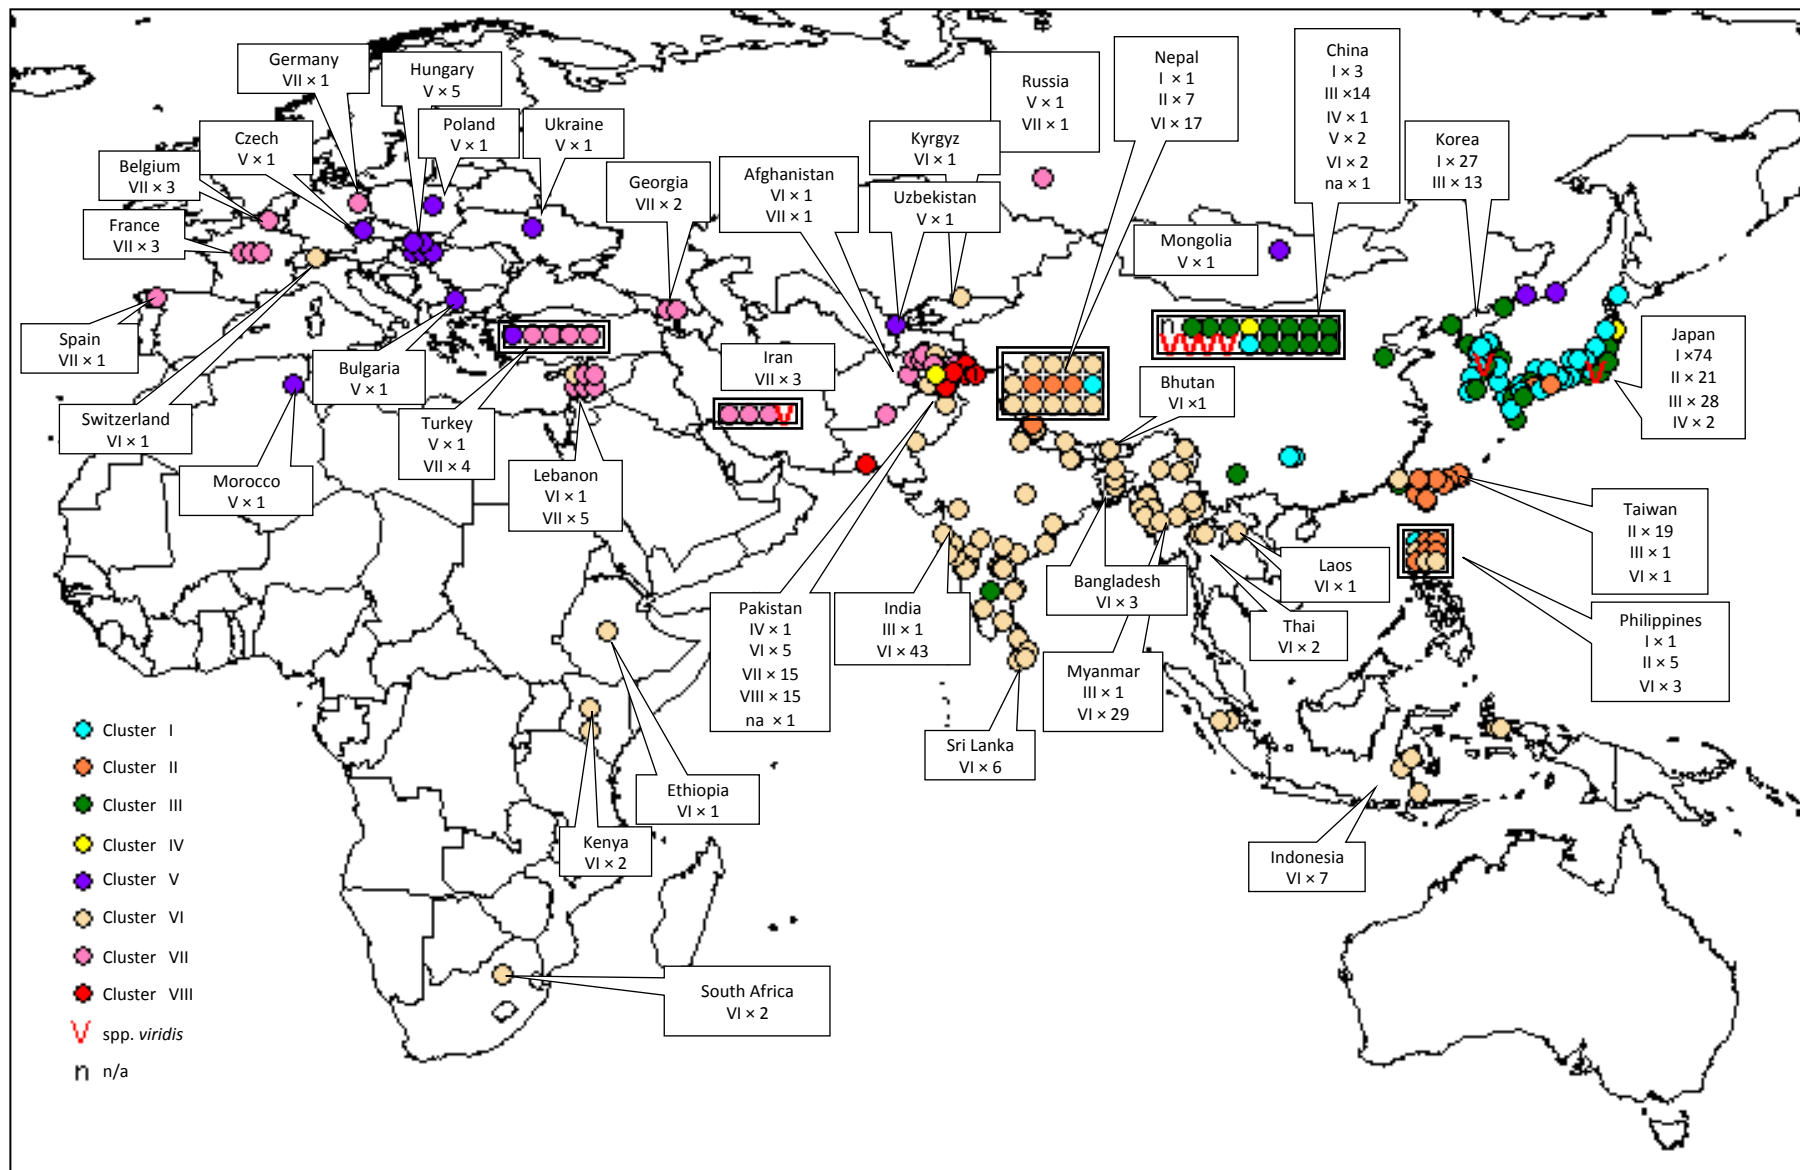 Germany
VII × 1
Hungary
V × 5
Czech
V × 1
Poland
V × 1
Ukraine
V × 1
Belgium
VII × 3
France
VII × 3
Georgia
VII × 2
Afghanistan
VI × 1
VII × 1
Kyrgyz
VI × 1
Uzbekistan
V × 1
Russia
V × 1
VII × 1
Nepal
I × 1
II × 7
VI × 17
China
I × 3
III ×14
IV × 1
V × 2
VI × 2
na × 1
Korea
I × 27
III × 13
Mongolia
V × 1
Japan
I ×74
II × 21
III × 28
IV × 2
Spain
VII × 1
Bulgaria
V × 1
Switzerland
VI × 1
Turkey
V × 1
VII × 4
Iran
VII × 3
V
n
V V V V
V
V
Morocco
V × 1
Lebanon
VI × 1
VII × 5
Bhutan
VI ×1
Taiwan
II × 19
III × 1
VI × 1
Bangladesh
VI × 3
Laos
VI × 1
Thai
VI × 2
Philippines
I × 1
II × 5
VI × 3
Pakistan
IV × 1
VI × 5
VII × 15
VIII × 15
na × 1
India
III × 1
VI × 43
Myanmar
III × 1
VI × 29
Sri Lanka
VI × 6
Ethiopia
VI × 1
Kenya
VI × 2
Indonesia
VI × 7
South Africa
VI × 2
Cluster I
Cluster II
Cluster III
Cluster IV
Cluster V
Cluster VI
Cluster VII
Cluster VIII
V spp. viridis
n n/a